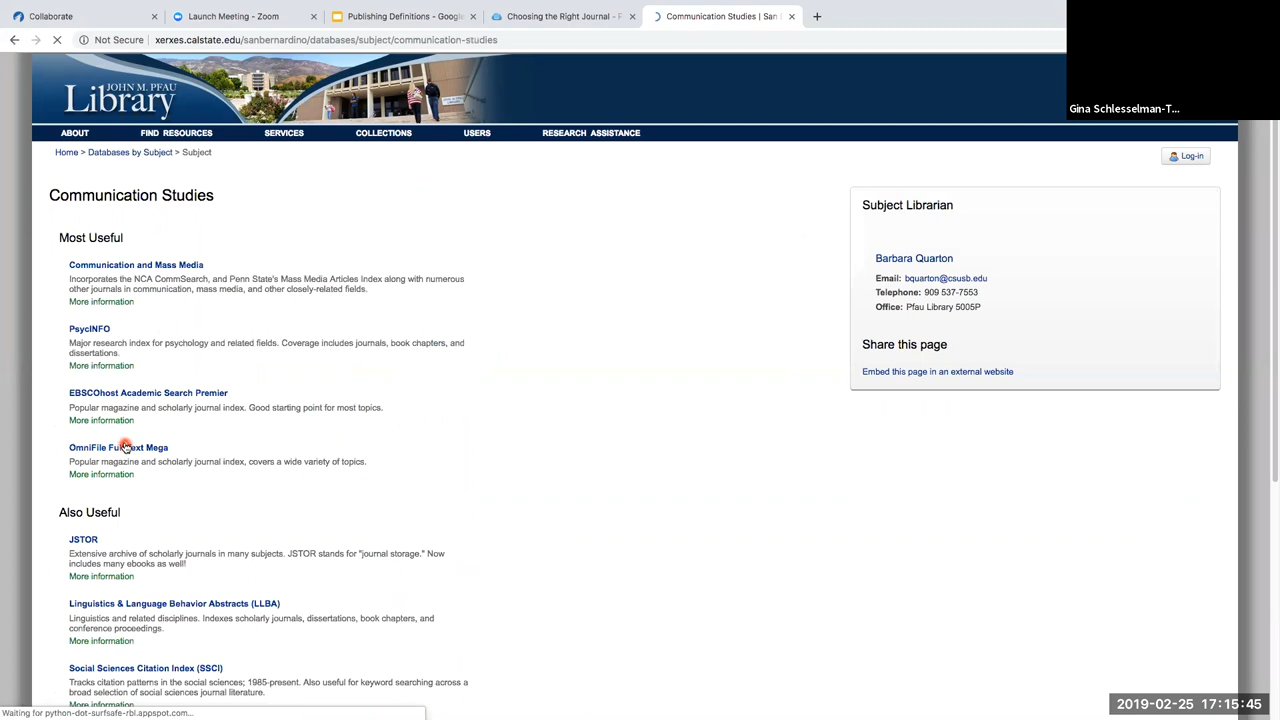 Collaborate
Launch Meeting - Zoom
Publishing Definitions - Google
Choosing the Right Journal - P
Communication Studies | San
Not Secure
xerxes.calstate.edu/sanbernardino/databases/subject/communication-studies
Gina Schlesselman-T...
JOHN M. PFAU
Library
ABOUT
FIND RESOURCES
SERVICES
COLLECTIONS
USERS
RESEARCH ASSISTANCE
Home > Databases by Subject > Subject
Log-in
Communication Studies
Most Useful
Communication and Mass Media
Incorporates the NCA CommSearch, and Penn State's Mass Media Articles Index along with numerous
other journals in communication, mass media, and other closely-related fields.
More information
PsycINFO
Major research index for psychology and related fields. Coverage includes journals, book chapters, and
dissertations.
More information
EBSCOhost Academic Search Premier
Popular magazine and scholarly journal index. Good starting point for most topics.
More information
OmniFile Full Text Mega
Popular magazine and scholarly journal index, covers a wide variety of topics.
More information
Also Useful
JSTOR
Extensive archive of scholarly journals in many subjects. JSTOR stands for "journal storage." Now
includes many ebooks as well!
More information
Linguistics & Language Behavior Abstracts (LLBA)
Linguistics and related disciplines. Indexes scholarly journals, dissertations, book chapters, and
conference proceedings.
More information
Social Sciences Citation Index (SSCI)
Tracks citation patterns in the social sciences; 1985-present. Also useful for keyword searching across a
broad selection of social sciences journal literature.
More information
Subject Librarian
Barbara Quarton
Email: bquarton@csusb.edu
Telephone: 909 537-7553
Office: Pfau Library 5005P
Share this page
Embed this page in an external website
Waiting for python-dot-surfsafe-rbl.appspot.com...
2019-02-25 17:15:45